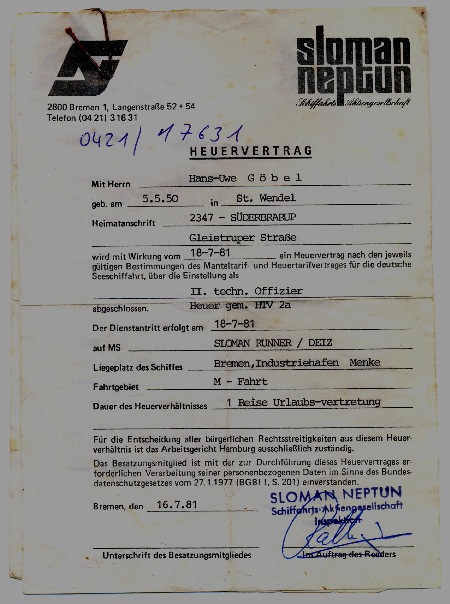 sloman
neptun
Schiffahrts-Aktiengesellschaft
2800 Bremen 1, Langenstraße 52 + 54
Telefon (04 21) 3 16 31
0421/ 17631
HEUERVERTRAG
Mit Herrn Hans-Uwe Göbel
geb. am 5.5.50 in St. Wendel
Heimatanschrift 2347 - SÜDERBRARUP
Gleistruper Straße
wird mit Wirkung vom 18-7-81 ein Heuervertrag nach den jeweils
gültigen Bestimmungen des Manteltarif- und Heuertarifvertrages für die deutsche
Seeschiffahrt, über die Einstellung als
II. techn. Offizier
abgeschlossen. Heuer gem. HTV 2a
Der Dienstantritt erfolgt am 18-7-81
auf MS SLOMAN RUNNER / DEIZ
Liegeplatz des Schiffes Bremen,Industriehafen Menke
Fahrtgebiet M - Fahrt
Dauer des Heuerverhältnisses 1 Reise Urlaubs-vertretung
Für die Entscheidung aller bürgerlichen Rechtsstreitigkeiten aus diesem Heuer-
verhältnis ist das Arbeitsgericht Hamburg ausschließlich zuständig.
Das Besatzungsmitglied ist mit der zur Durchführung dieses Heuervertrages er-
forderlichen Verarbeitung seiner personenbezogenen Daten im Sinne des Bundes-
datenschutzgesetzes vom 27.1.1977 (BGBl I, S. 201) einverstanden.
SLOMAN NEPTUN
Schiffahrts-Aktiengesellschaft
Inspektion
Bremen, den 16.7.81
Unterschrift des Besatzungsmitgliedes Im Auftrag des Reeders